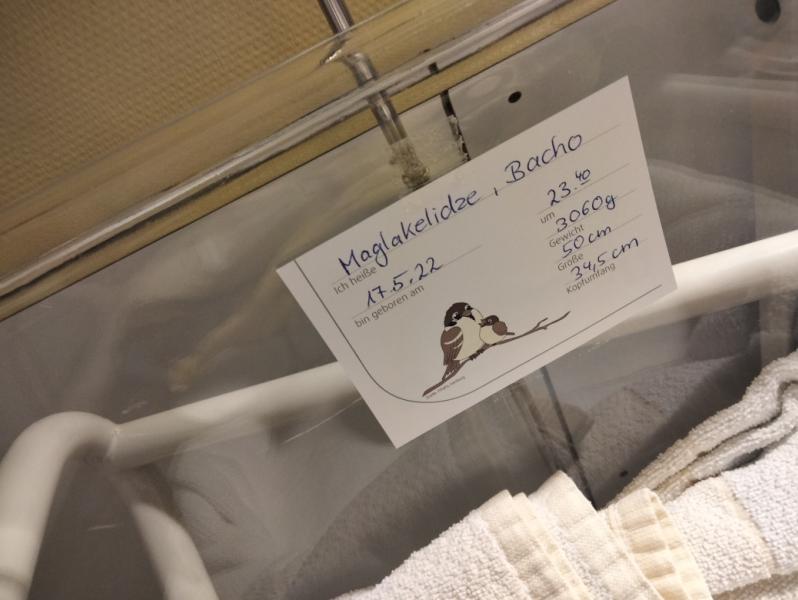 Maglakelidze, Bacho
Ich heiße
17.5.22
bin geboren am
23.40
um
3060g
Gewicht
50 cm
Größe
34,5 cm
Kopfumfang